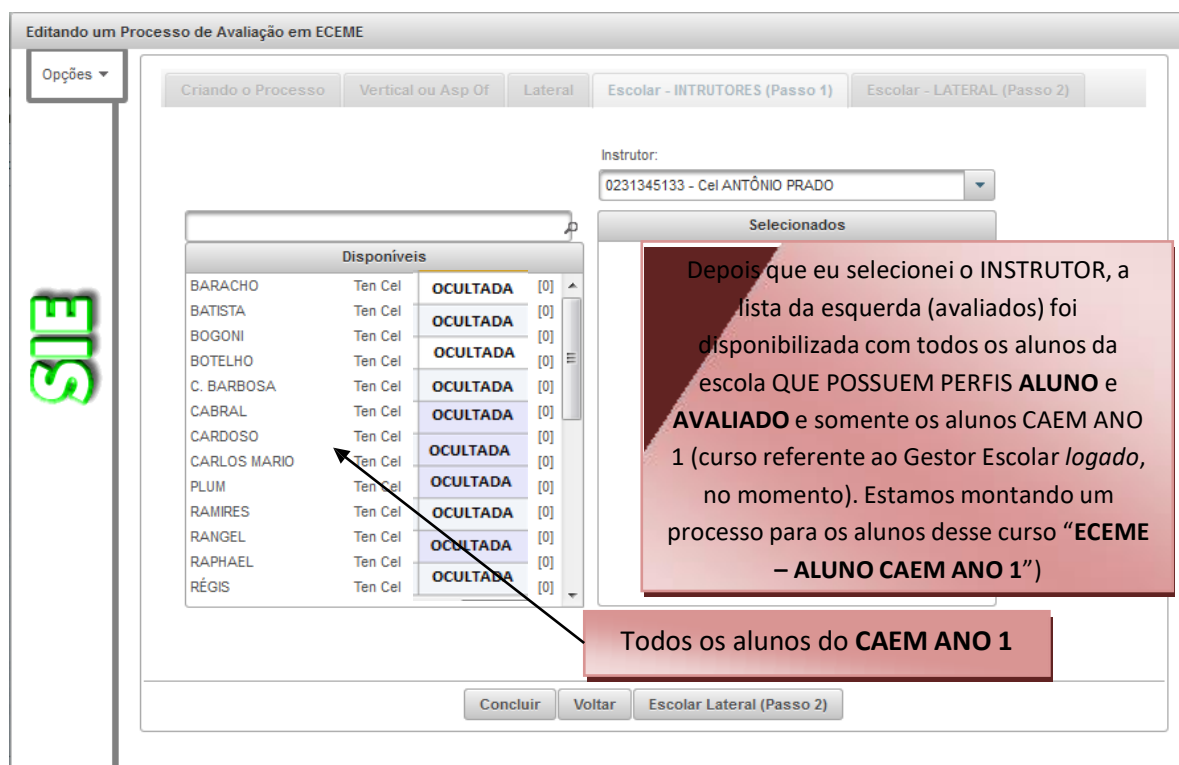 Editando um Processo de Avaliação em ECEME
Opções
SIE
Criando o Processo Vertical ou Asp Of Lateral Escolar - INTRUTORES (Passo 1) Escolar - LATERAL (Passo 2)
Instrutor:
0231345133 - Cel ANTÔNIO PRADO
Disponíveis
BARACHO Ten Cel OCULTADA [0]
BATISTA Ten Cel OCULTADA [0]
BOGONI Ten Cel OCULTADA [0]
BOTELHO Ten Cel OCULTADA [0]
C. BARBOSA Ten Cel OCULTADA [0]
CABRAL Ten Cel OCULTADA [0]
CARDOSO Ten Cel OCULTADA [0]
CARLOS MARIO Ten Cel OCULTADA [0]
PLUM Ten Cel OCULTADA [0]
RAMIRES Ten Cel OCULTADA [0]
RANGEL Ten Cel OCULTADA [0]
RAPHAEL Ten Cel OCULTADA [0]
RÉGIS Ten Cel [0]
Selecionados
Depois que eu selecionei o INSTRUTOR, a
lista da esquerda (avaliados) foi
disponibilizada com todos os alunos da
escola QUE POSSUEM PERFIS ALUNO e
AVALIADO e somente os alunos CAEM ANO
1 (curso referente ao Gestor Escolar logado,
no momento). Estamos montando um
processo para os alunos desse curso “ECEME
– ALUNO CAEM ANO 1”)
Todos os alunos do CAEM ANO 1
Concluir Voltar Escolar Lateral (Passo 2)